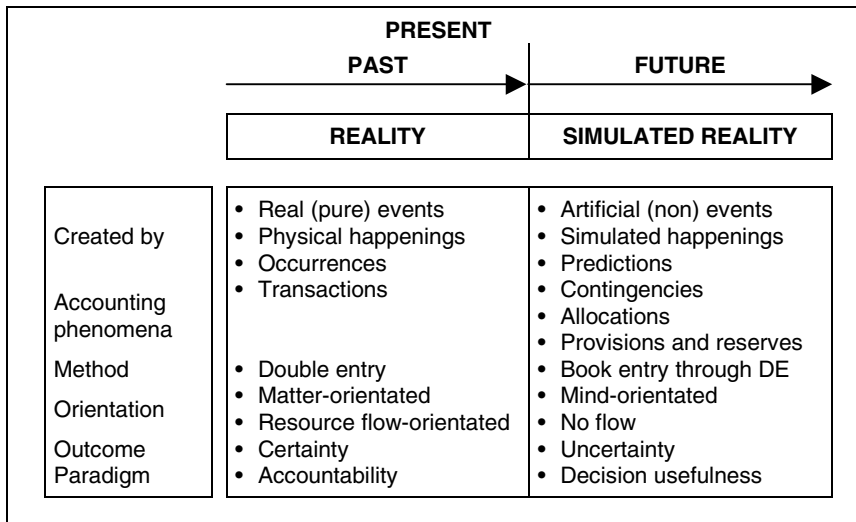 PRESENT
PAST
FUTURE
REALITY
SIMULATED REALITY
Created by
Accounting
phenomena
Method
Orientation
Outcome
Paradigm
• Real (pure) events
• Physical happenings
• Occurrences
• Transactions
• Double entry
• Matter-orientated
• Resource flow-orientated
• Certainty
• Accountability
• Artificial (non) events
• Simulated happenings
• Predictions
• Contingencies
• Allocations
• Provisions and reserves
• Book entry through DE
• Mind-orientated
• No flow
• Uncertainty
• Decision usefulness